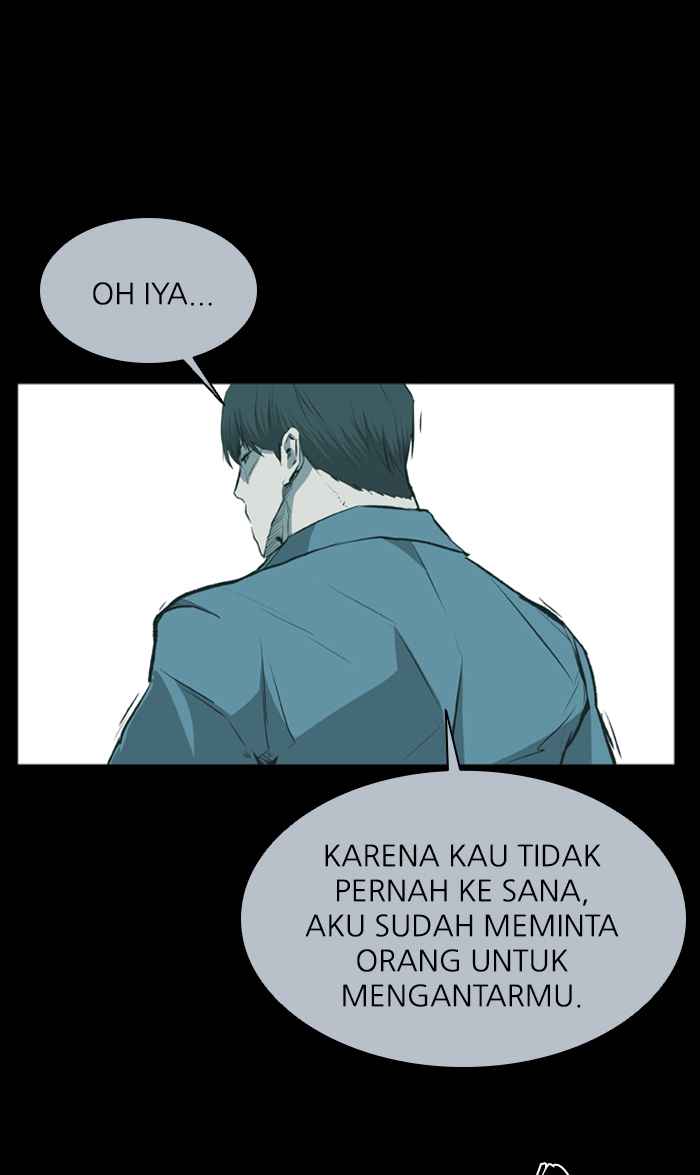 OH IYA...
KARENA KAU TIDAK
PERNAH KE SANA,
AKU SUDAH MEMINTA
ORANG UNTUK
MENGANTARMU.